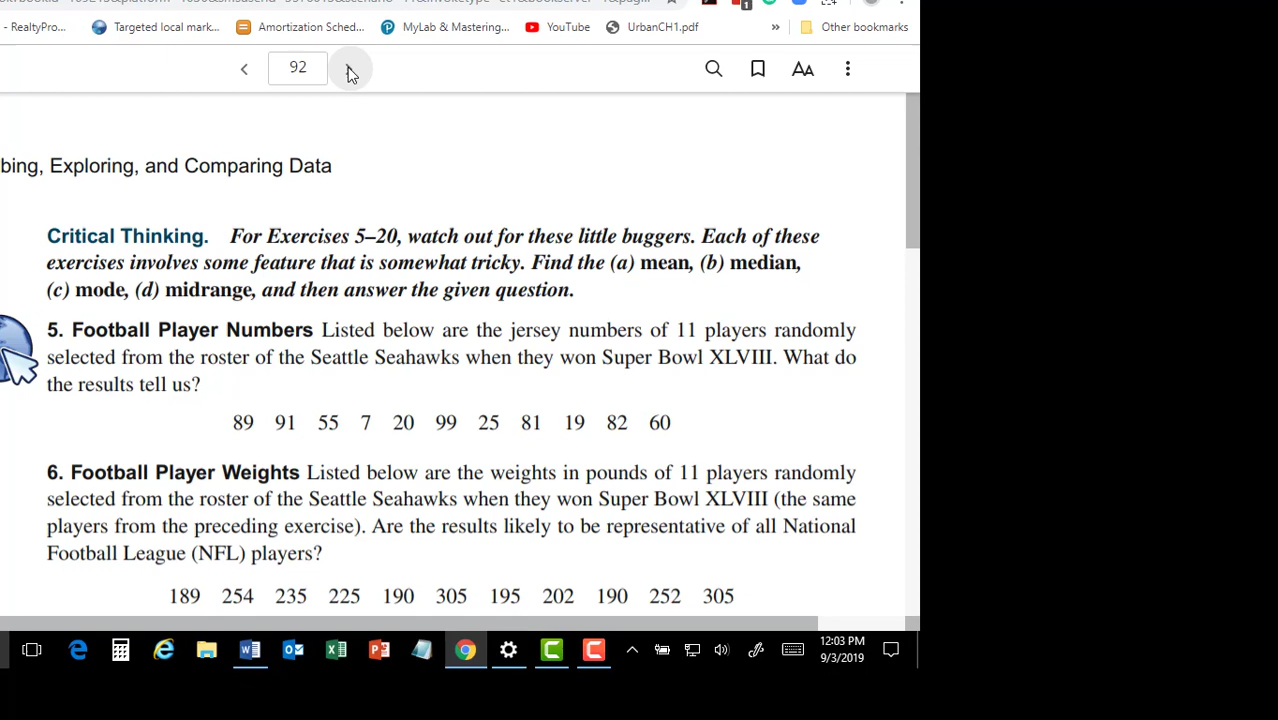 - RealtyPro... Targeted local mark... Amortization Sched... MyLab & Mastering... YouTube UrbanCH1.pdf » Other bookmarks
92
bing, Exploring, and Comparing Data
Critical Thinking. For Exercises 5–20, watch out for these little buggers. Each of these
exercises involves some feature that is somewhat tricky. Find the (a) mean, (b) median,
(c) mode, (d) midrange, and then answer the given question.
5. Football Player Numbers Listed below are the jersey numbers of 11 players randomly
selected from the roster of the Seattle Seahawks when they won Super Bowl XLVIII. What do
the results tell us?
89 91 55 7 20 99 25 81 19 82 60
6. Football Player Weights Listed below are the weights in pounds of 11 players randomly
selected from the roster of the Seattle Seahawks when they won Super Bowl XLVIII (the same
players from the preceding exercise). Are the results likely to be representative of all National
Football League (NFL) players?
189 254 235 225 190 305 195 202 190 252 305
12:03 PM
9/3/2019